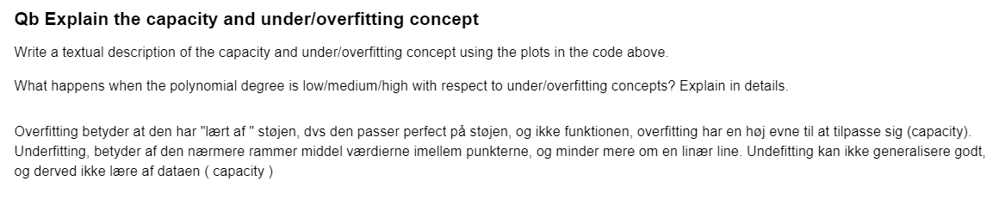 Qb Explain the capacity and under/overfitting concept
Write a textual description of the capacity and under/overfitting concept using the plots in the code above.
What happens when the polynomial degree is low/medium/high with respect to under/overfitting concepts? Explain in details.
Overfitting betyder at den har "lært af " støjen, dvs den passer perfect på støjen, og ikke funktionen, overfitting har en høj evne til at tilpasse sig (capacity).
Underfitting, betyder af den nærmere rammer middel værdierne imellem punkterne, og minder mere om en linær line. Undefitting kan ikke generalisere godt,
og derved ikke lære af dataen ( capacity )